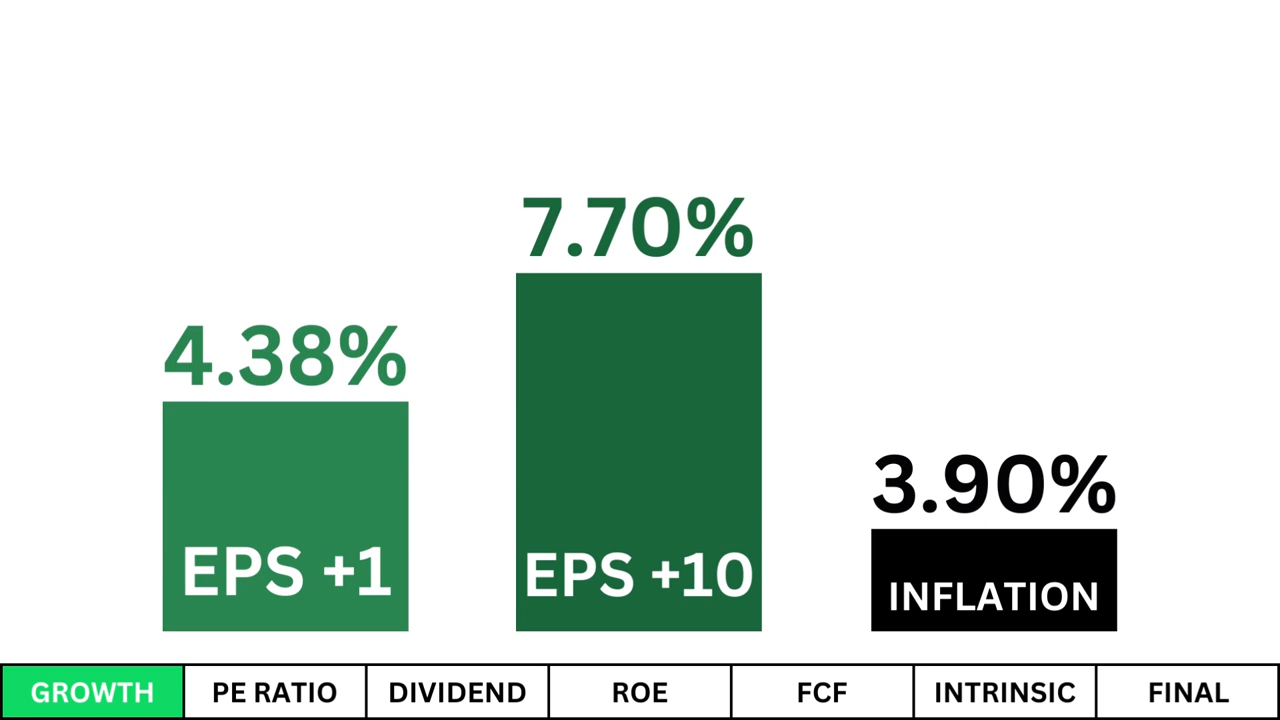 7.70%
4.38%
3.90%
EPS +1
EPS +10
INFLATION
GROWTH
PE RATIO
DIVIDEND
ROE
FCF
INTRINSIC
FINAL